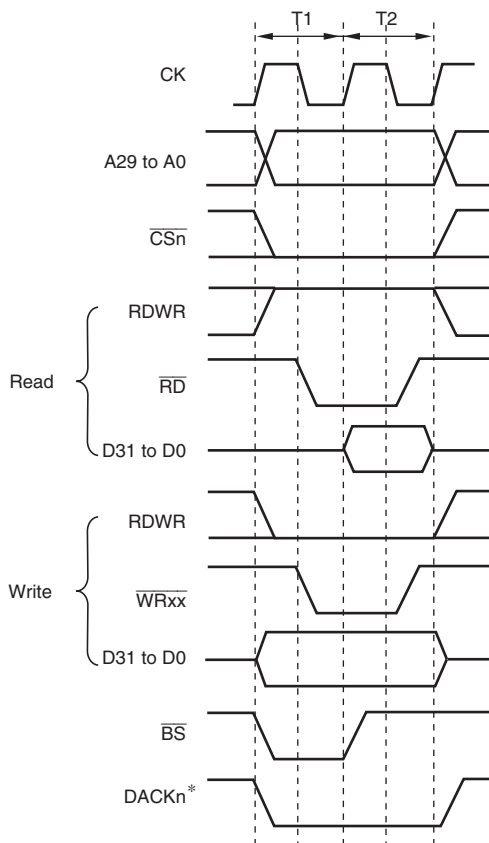 T1 T2
CK
A29 to A0
CSn
RDWR
Read
RD
D31 to D0
RDWR
Write
WRxx
D31 to D0
BS
DACKn*